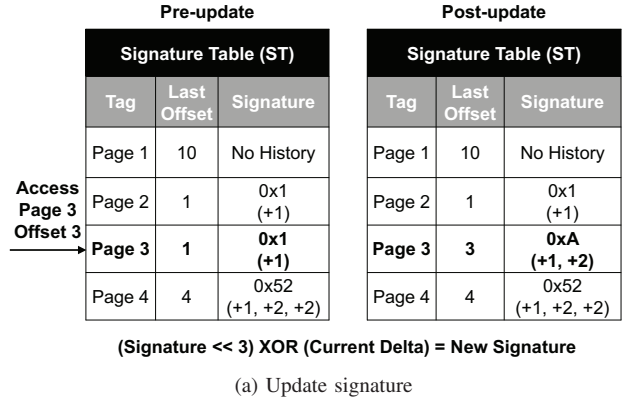 Pre-update
Post-update
Signature Table (ST)
Tag Last Offset Signature
Page 1 10 No History
Page 2 1 0x1 (+1)
Page 3 1 0x1 (+1)
Page 4 4 0x52 (+1, +2, +2)
Access
Page 3
Offset 3
Signature Table (ST)
Tag Last Offset Signature
Page 1 10 No History
Page 2 1 0x1 (+1)
Page 3 3 0xA (+1, +2)
Page 4 4 0x52 (+1, +2, +2)
(Signature << 3) XOR (Current Delta) = New Signature
(a) Update signature